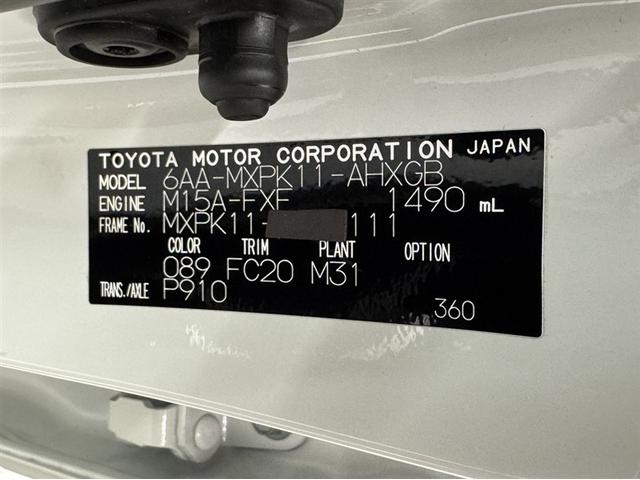 TOYOTA MOTOR CORPORATION JAPAN
MODEL 6AA-MXPK11-AHXGB
ENGINE M15A-FXE 1490 mL
FRAME No. MXPK11- 111
COLOR TRIM PLANT OPTION
089 FC20 M31
TRANS./AXLE P910
360